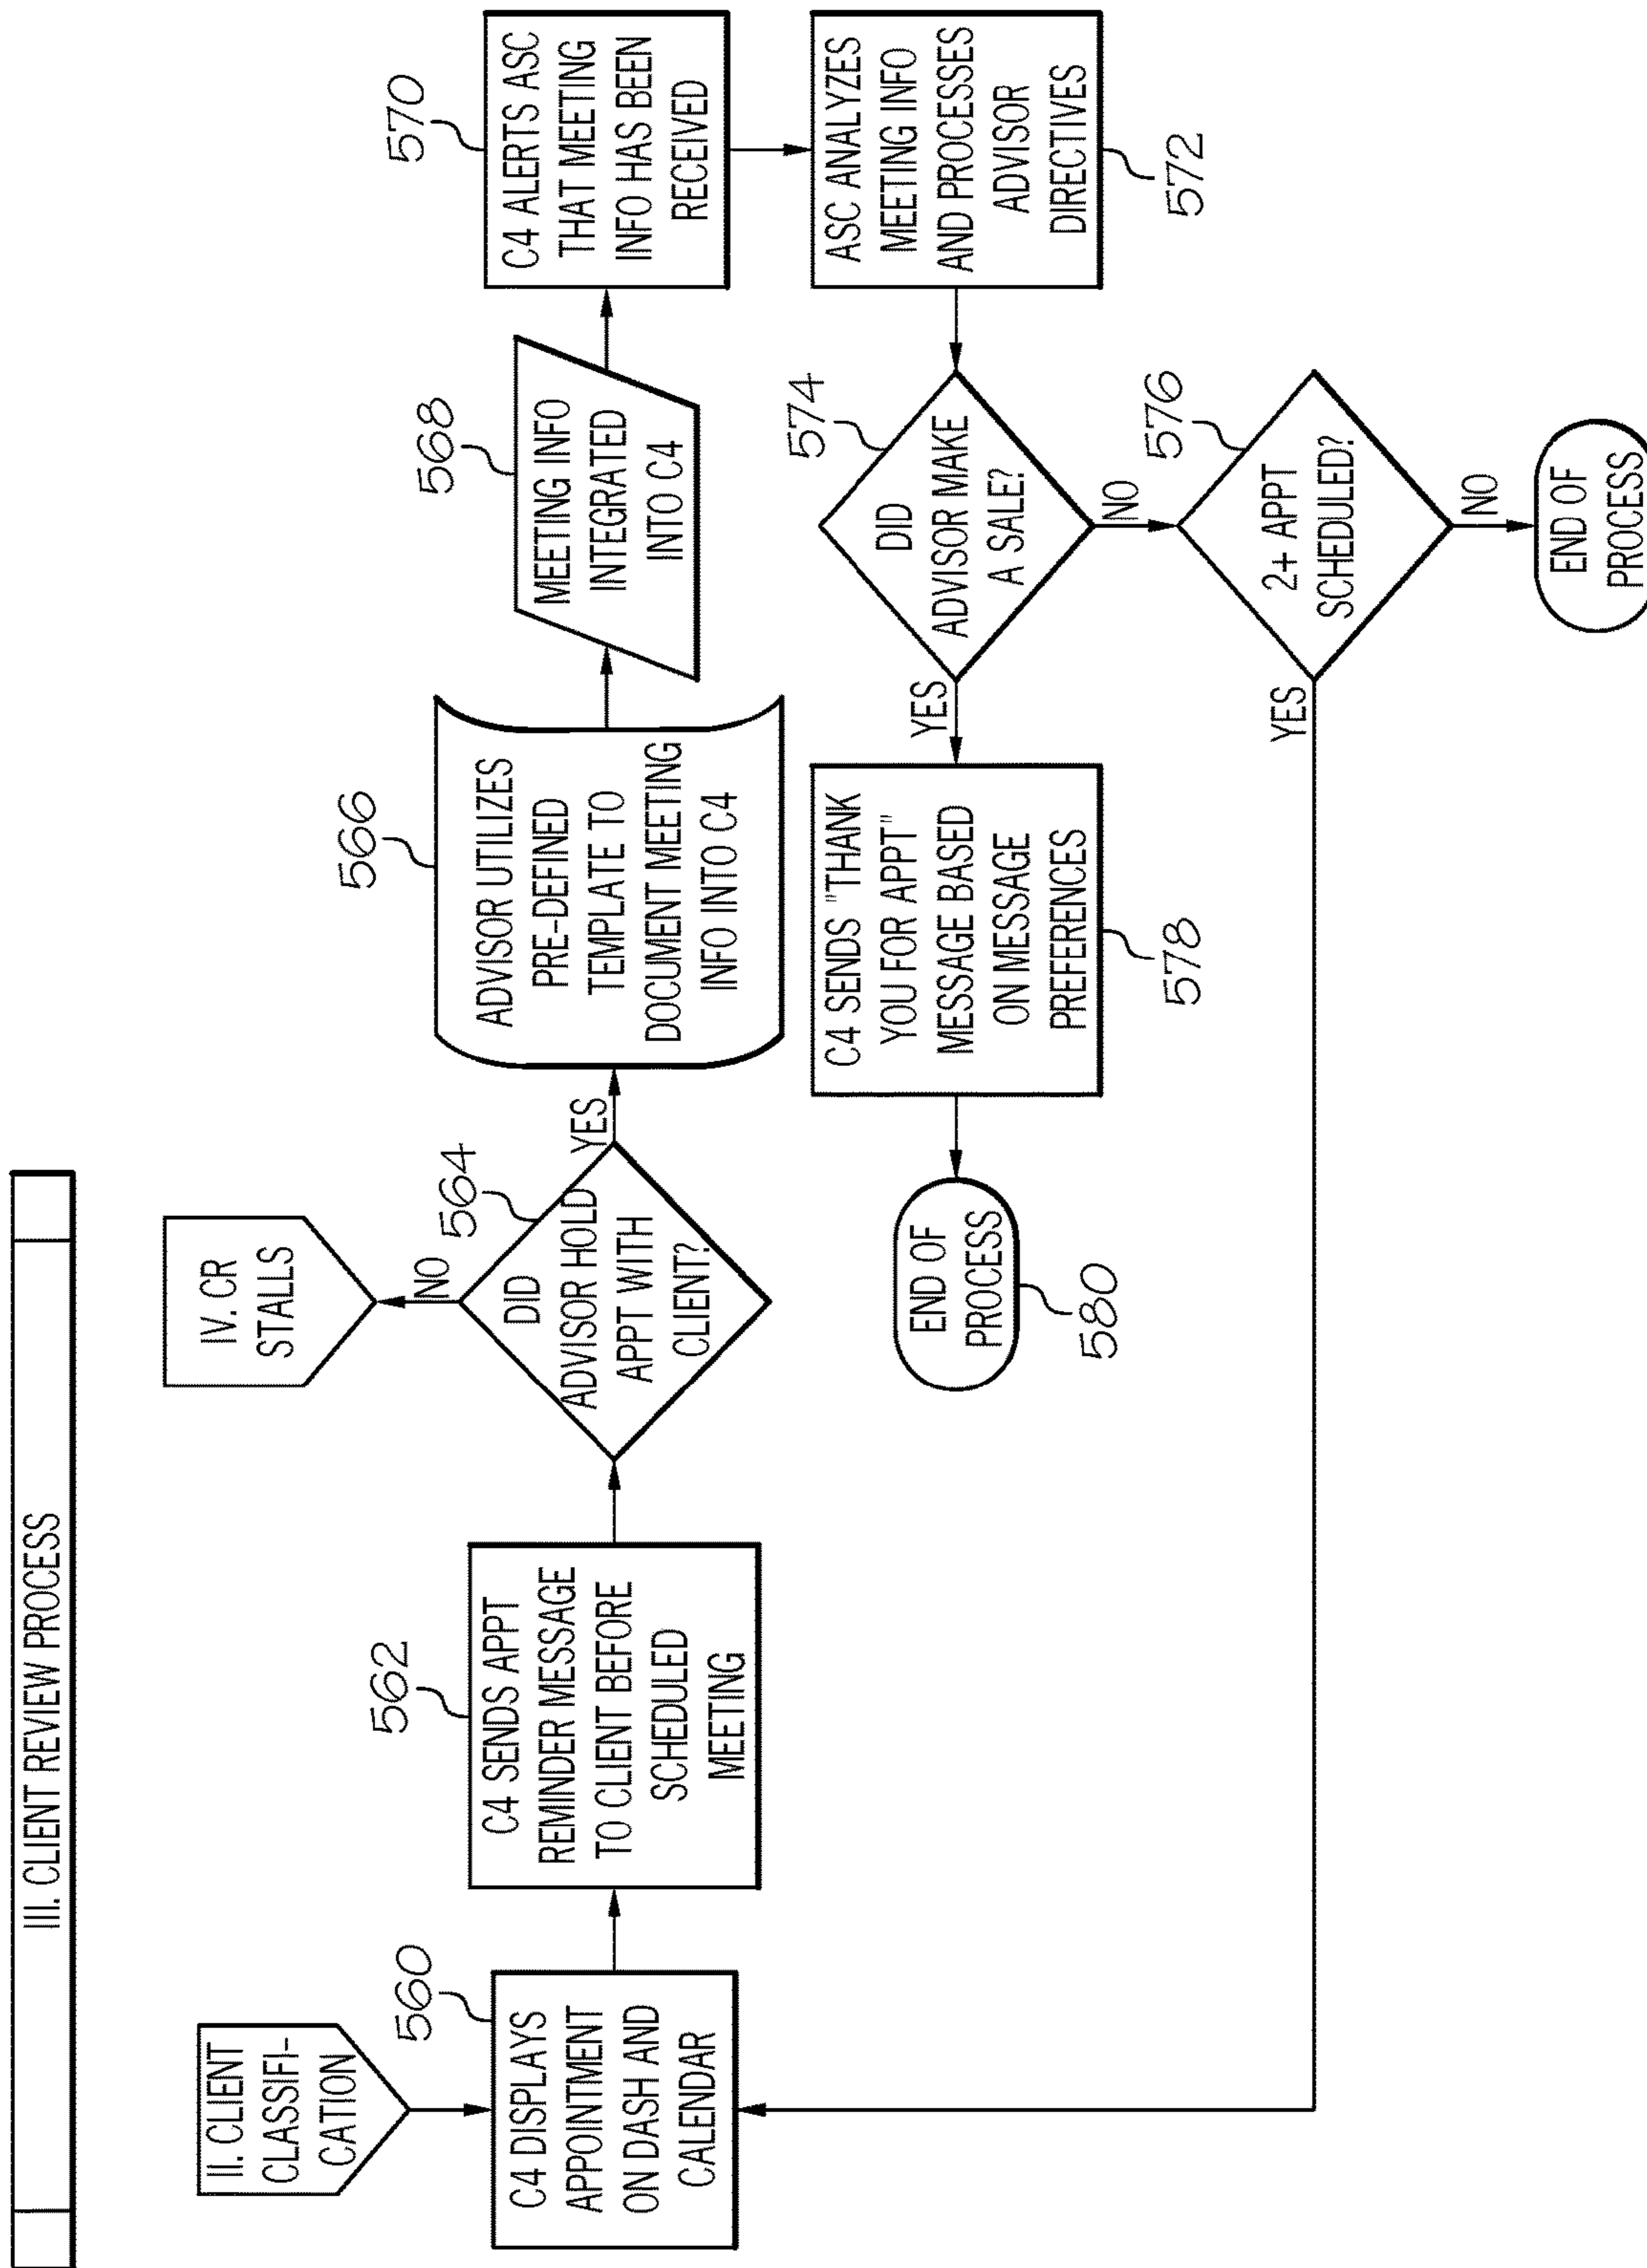 III. CLIENT REVIEW PROCESS
II. CLIENT
CLASSIFI-
CATION
560
C4 DISPLAYS
APPOINTMENT
ON DASH AND
CALENDAR
562
C4 SENDS APPT
REMINDER MESSAGE
TO CLIENT BEFORE
SCHEDULED
MEETING
IV. CR
STALLS
NO
564
DID
ADVISOR HOLD
APPT WITH
CLIENT?
YES
566
ADVISOR UTILIZES
PRE-DEFINED
TEMPLATE TO
DOCUMENT MEETING
INFO INTO C4
568
MEETING INFO
INTEGRATED
INTO C4
570
C4 ALERTS ASC
THAT MEETING
INFO HAS BEEN
RECEIVED
ASC ANALYZES
MEETING INFO
AND PROCESSES
ADVISOR
DIRECTIVES
572
574
DID
ADVISOR MAKE
A SALE?
YES
NO
C4 SENDS "THANK
YOU FOR APPT"
MESSAGE BASED
ON MESSAGE
PREFERENCES
578
END OF
PROCESS
580
576
2+ APPT
SCHEDULED?
YES
NO
END OF
PROCESS